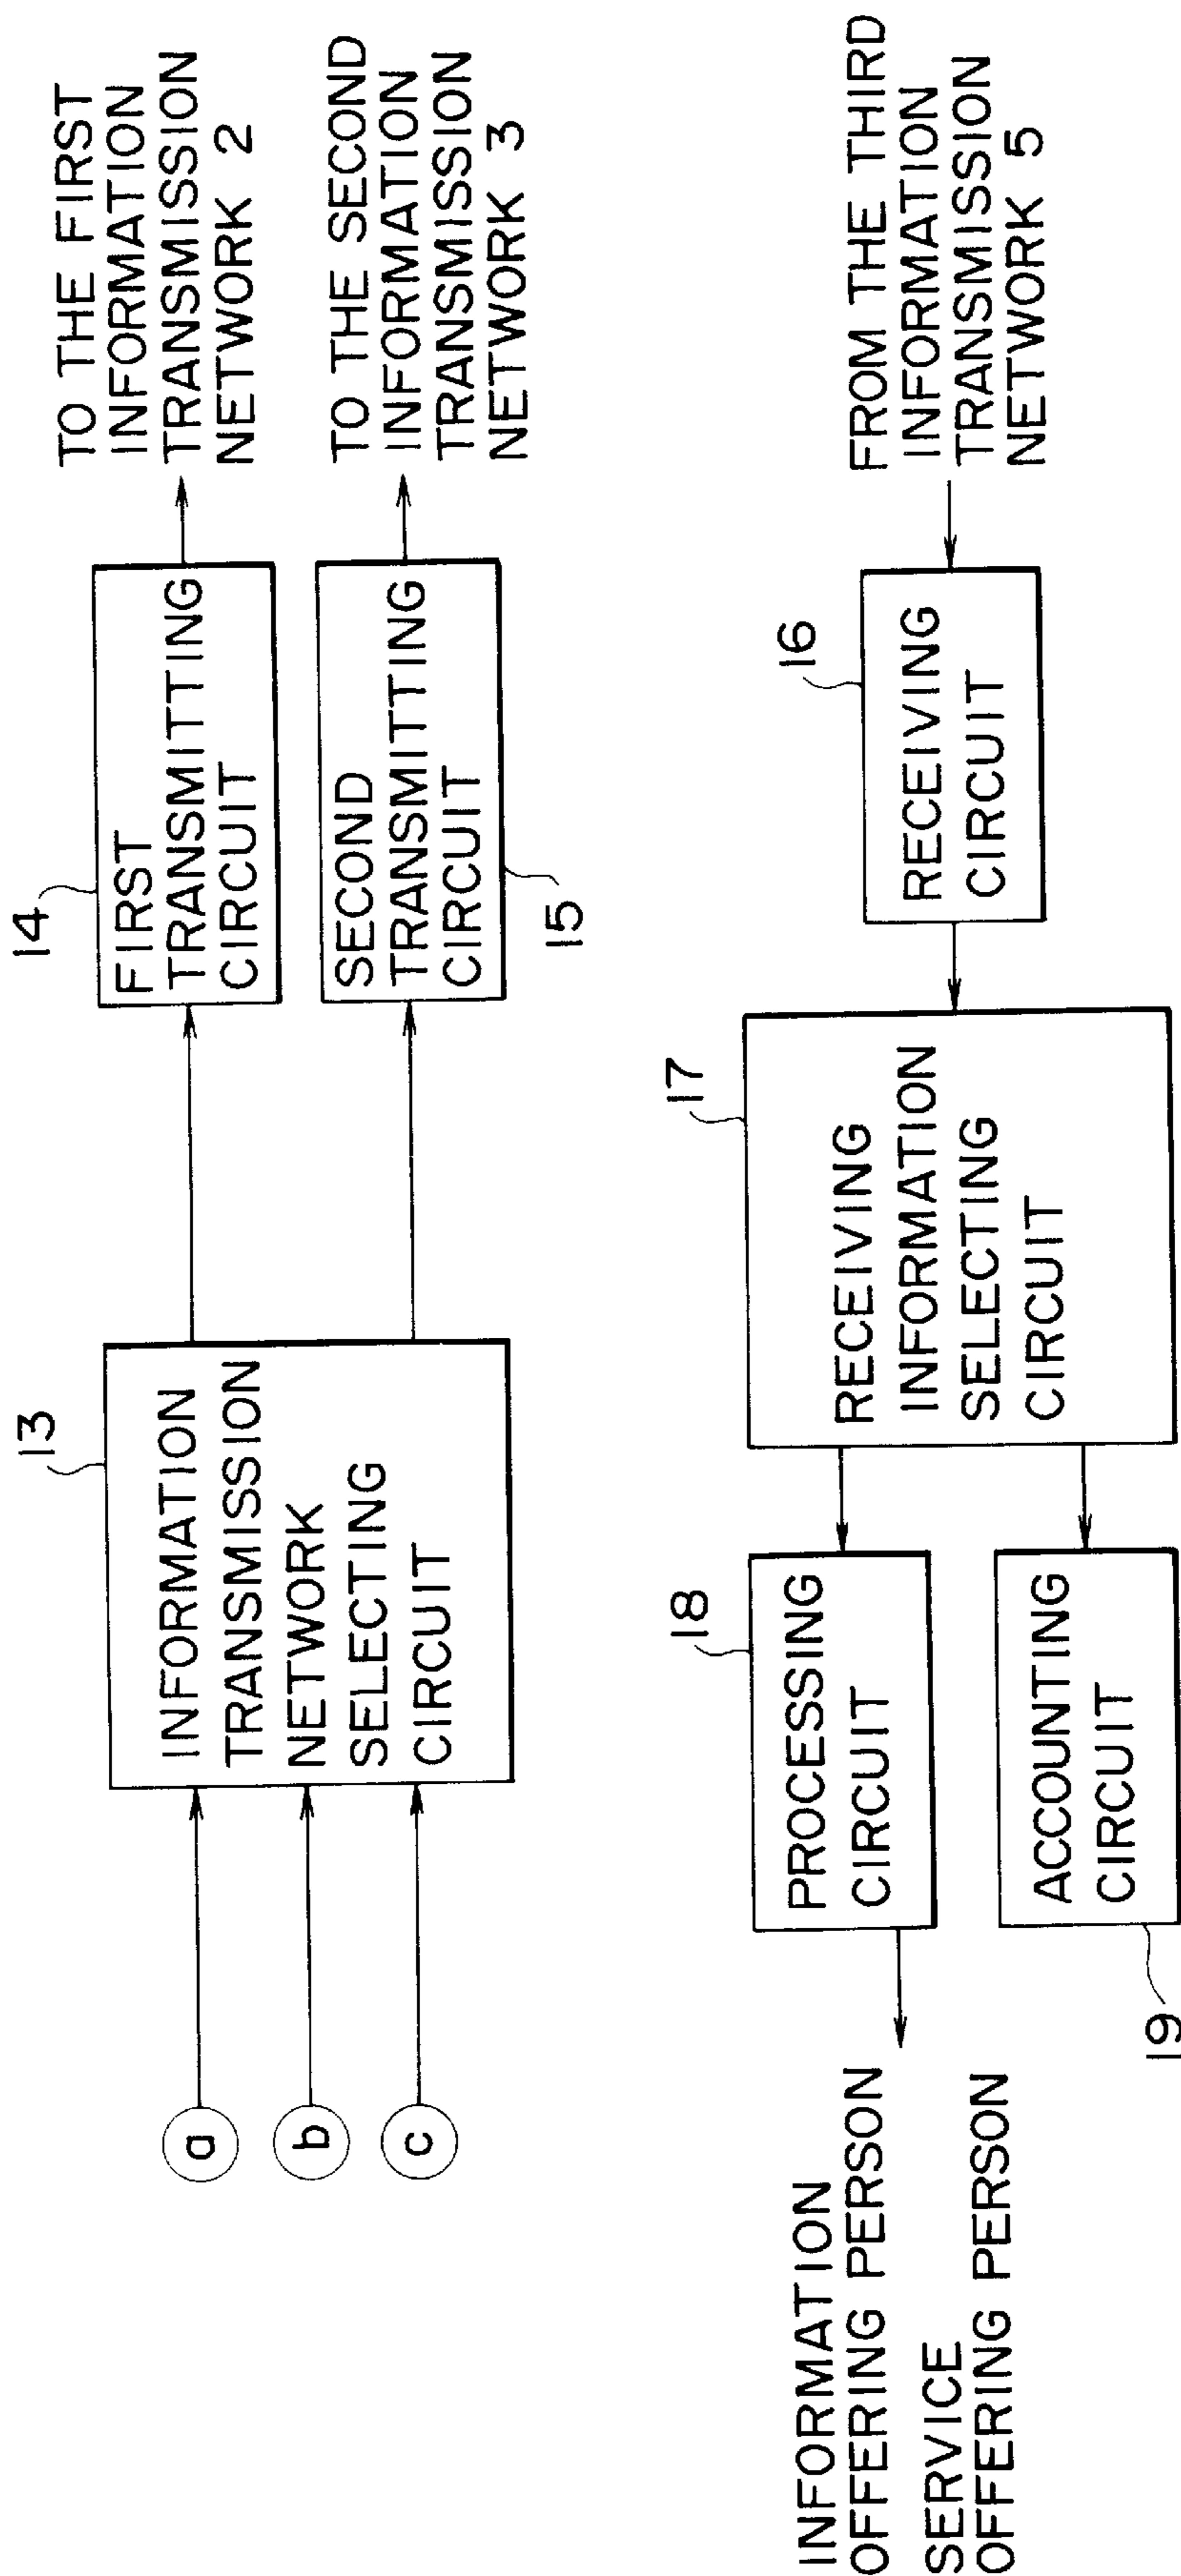 a
b
c
13
INFORMATION
TRANSMISSION
NETWORK
SELECTING
CIRCUIT
14
FIRST
TRANSMITTING
CIRCUIT
TO THE FIRST
INFORMATION
TRANSMISSION
NETWORK 2
SECOND
TRANSMITTING
CIRCUIT
15
TO THE SECOND
INFORMATION
TRANSMISSION
NETWORK 3
INFORMATION
OFFERING PERSON
SERVICE
OFFERING PERSON
18
PROCESSING
CIRCUIT
ACCOUNTING
CIRCUIT
19
17
RECEIVING
INFORMATION
SELECTING
CIRCUIT
16
RECEIVING
CIRCUIT
FROM THE THIRD
INFORMATION
TRANSMISSION
NETWORK 5